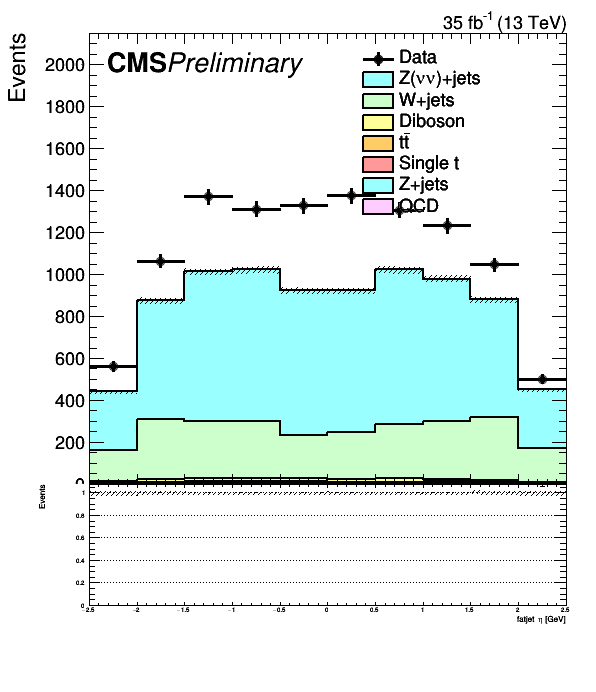 35 fb-1 (13 TeV)
CMSPreliminary
Events
2000
1800
1600
1400
1200
1000
800
600
400
200
0
Data
Z(νν)+jets
W+jets
Diboson
tt̄
Single t
Z+jets
QCD
Events
1
0.8
0.6
0.4
0.2
0
-2.5 -2 -1.5 -1 -0.5 0 0.5 1 1.5 2 2.5
fatjet η [GeV]